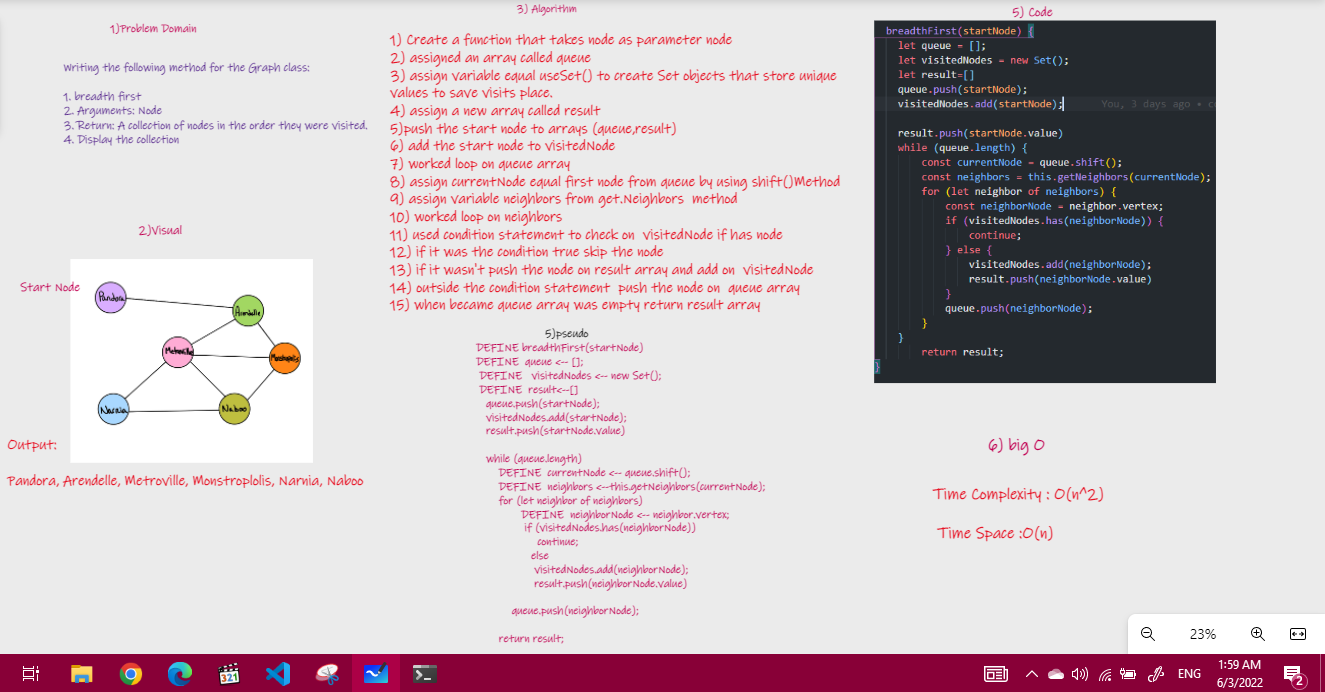 1)Problem Domain
Writing the following method for the Graph class:
1. breadth first
2. Arguments: Node
3. Return: A collection of nodes in the order they were visited.
4. Display the collection
2)Visual
Start Node
Pandora
Arendelle
Metroville
Monstroplolis
Narnia
Naboo
Output:
Pandora, Arendelle, Metroville, Monstroplolis, Narnia, Naboo
3) Algorithm
1) Create a function that takes node as parameter node
2) assigned an array called queue
3) assign variable equal useSet() to create Set objects that store unique
values to save visits place.
4) assign a new array called result
5)push the start node to arrays (queue,result)
6) add the start node to visitedNode
7) worked loop on queue array
8) assign currentNode equal first node from queue by using shift()Method
9) assign variable neighbors from get.Neighbors method
10) worked loop on neighbors
11) used condition statement to check on visitedNode if has node
12) if it was the condition true skip the node
13) if it wasn't push the node on result array and add on visitedNode
14) outside the condition statement push the node on queue array
15) when became queue array was empty return result array
5)pseudo
DEFINE breadthFirst(startNode)
DEFINE queue <-- [];
DEFINE visitedNodes <-- new Set();
DEFINE result<--[]
queue.push(startNode);
visitedNodes.add(startNode);
result.push(startNode.value)
while (queue.length)
DEFINE currentNode <-- queue.shift();
DEFINE neighbors <--this.getNeighbors(currentNode);
for (let neighbor of neighbors)
DEFINE neighborNode <-- neighbor.vertex;
if (visitedNodes.has(neighborNode))
continue;
else
visitedNodes.add(neighborNode);
result.push(neighborNode.value)
queue.push(neighborNode);
return result;
5) Code
breadthFirst(startNode) {
let queue = [];
let visitedNodes = new Set();
let result=[]
queue.push(startNode);
visitedNodes.add(startNode); You, 3 days ago •
result.push(startNode.value)
while (queue.length) {
const currentNode = queue.shift();
const neighbors = this.getNeighbors(currentNode);
for (let neighbor of neighbors) {
const neighborNode = neighbor.vertex;
if (visitedNodes.has(neighborNode)) {
continue;
} else {
visitedNodes.add(neighborNode);
result.push(neighborNode.value)
}
queue.push(neighborNode);
}
}
return result;
}
6) big O
Time Complexity : O(n^2)
Time Space :O(n)
23%
321
ENG
1:59 AM
6/3/2022
2